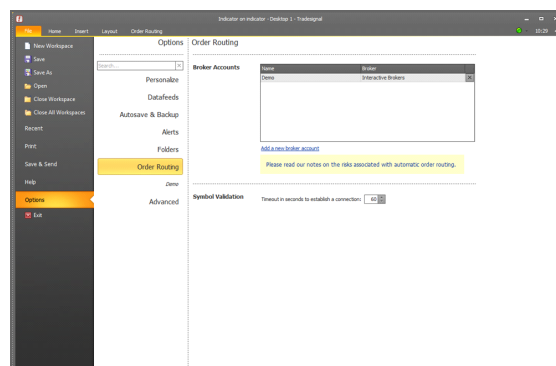 Indicator on indicator - Desktop 1 - Tradesignal
File Home Insert Layout Order Routing 10:25
New Workspace
Save
Save As
Open
Close Workspace
Close All Workspaces
Recent
Print
Save & Send
Help
Options
Exit
Options
Search...
Personalize
Datafeeds
Autosave & Backup
Alerts
Folders
Order Routing
Demo
Advanced
Order Routing
Broker Accounts
Name Broker
Demo Interactive Brokers
Add a new broker account
Please read our notes on the risks associated with automatic order routing.
Symbol Validation
Timeout in seconds to establish a connection: 60